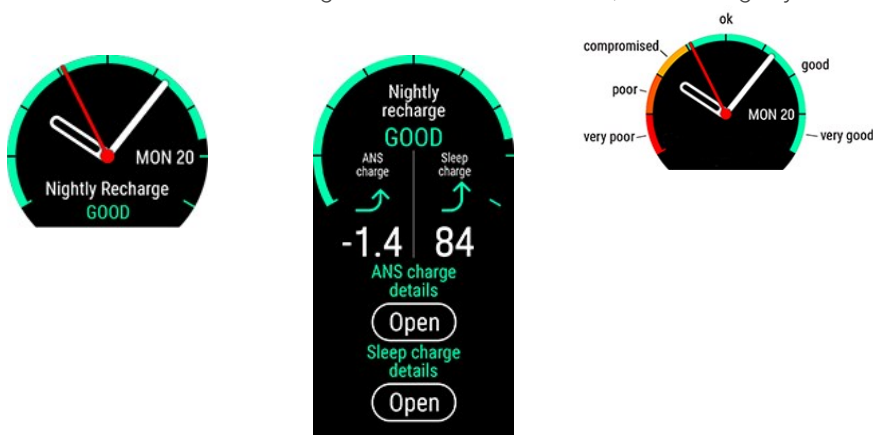 MON 20
Nightly Recharge
GOOD
Nightly
recharge
GOOD
ANS
charge
Sleep
charge
-1.4
84
ANS charge
details
Open
Sleep charge
details
Open
ok
compromised
good
poor
MON 20
very poor
very good